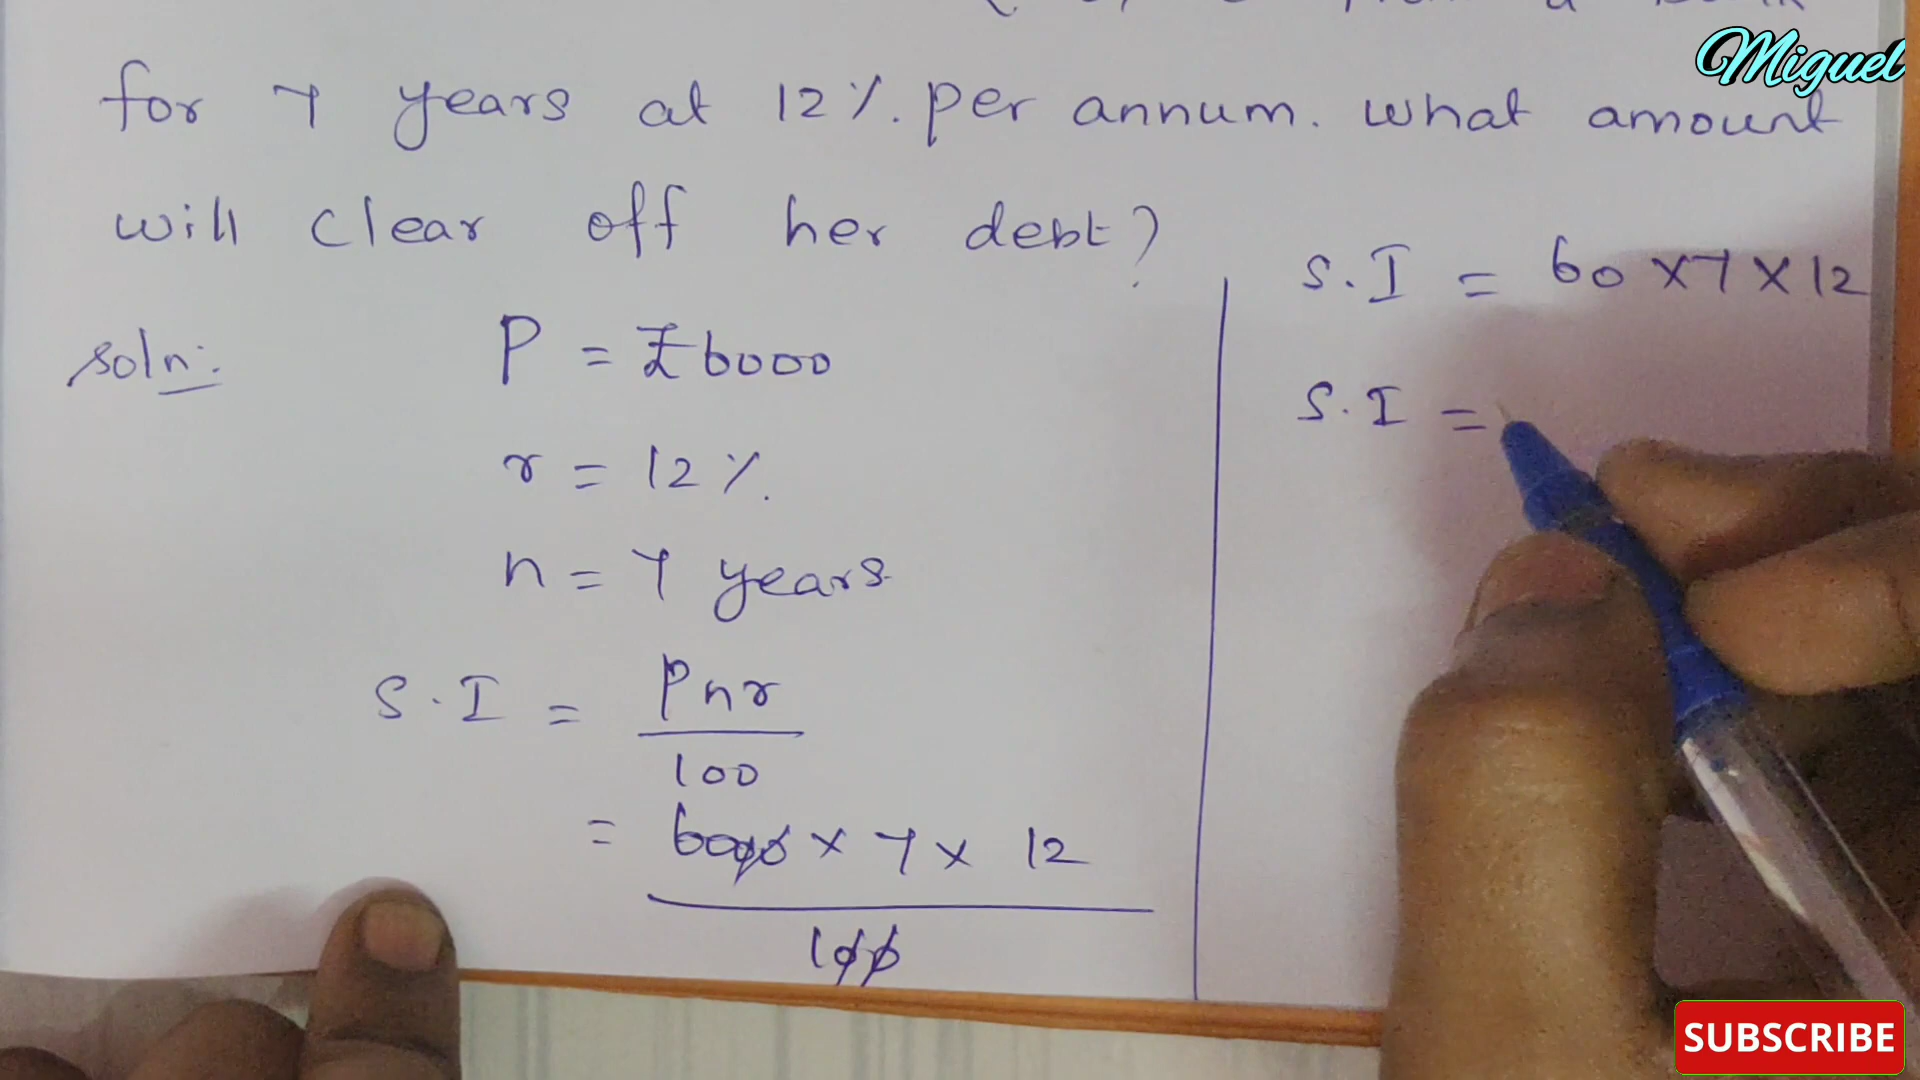 Miguel
for 7 years at 12%. per annum. what amount
will clear off her debt?
soln:
P = ₹6000
r = 12%.
n = 7 years
S.I = Pnr
100
= 6000 × 7 × 12
100
S.I = 60 × 7 × 12
S.I =
SUBSCRIBE